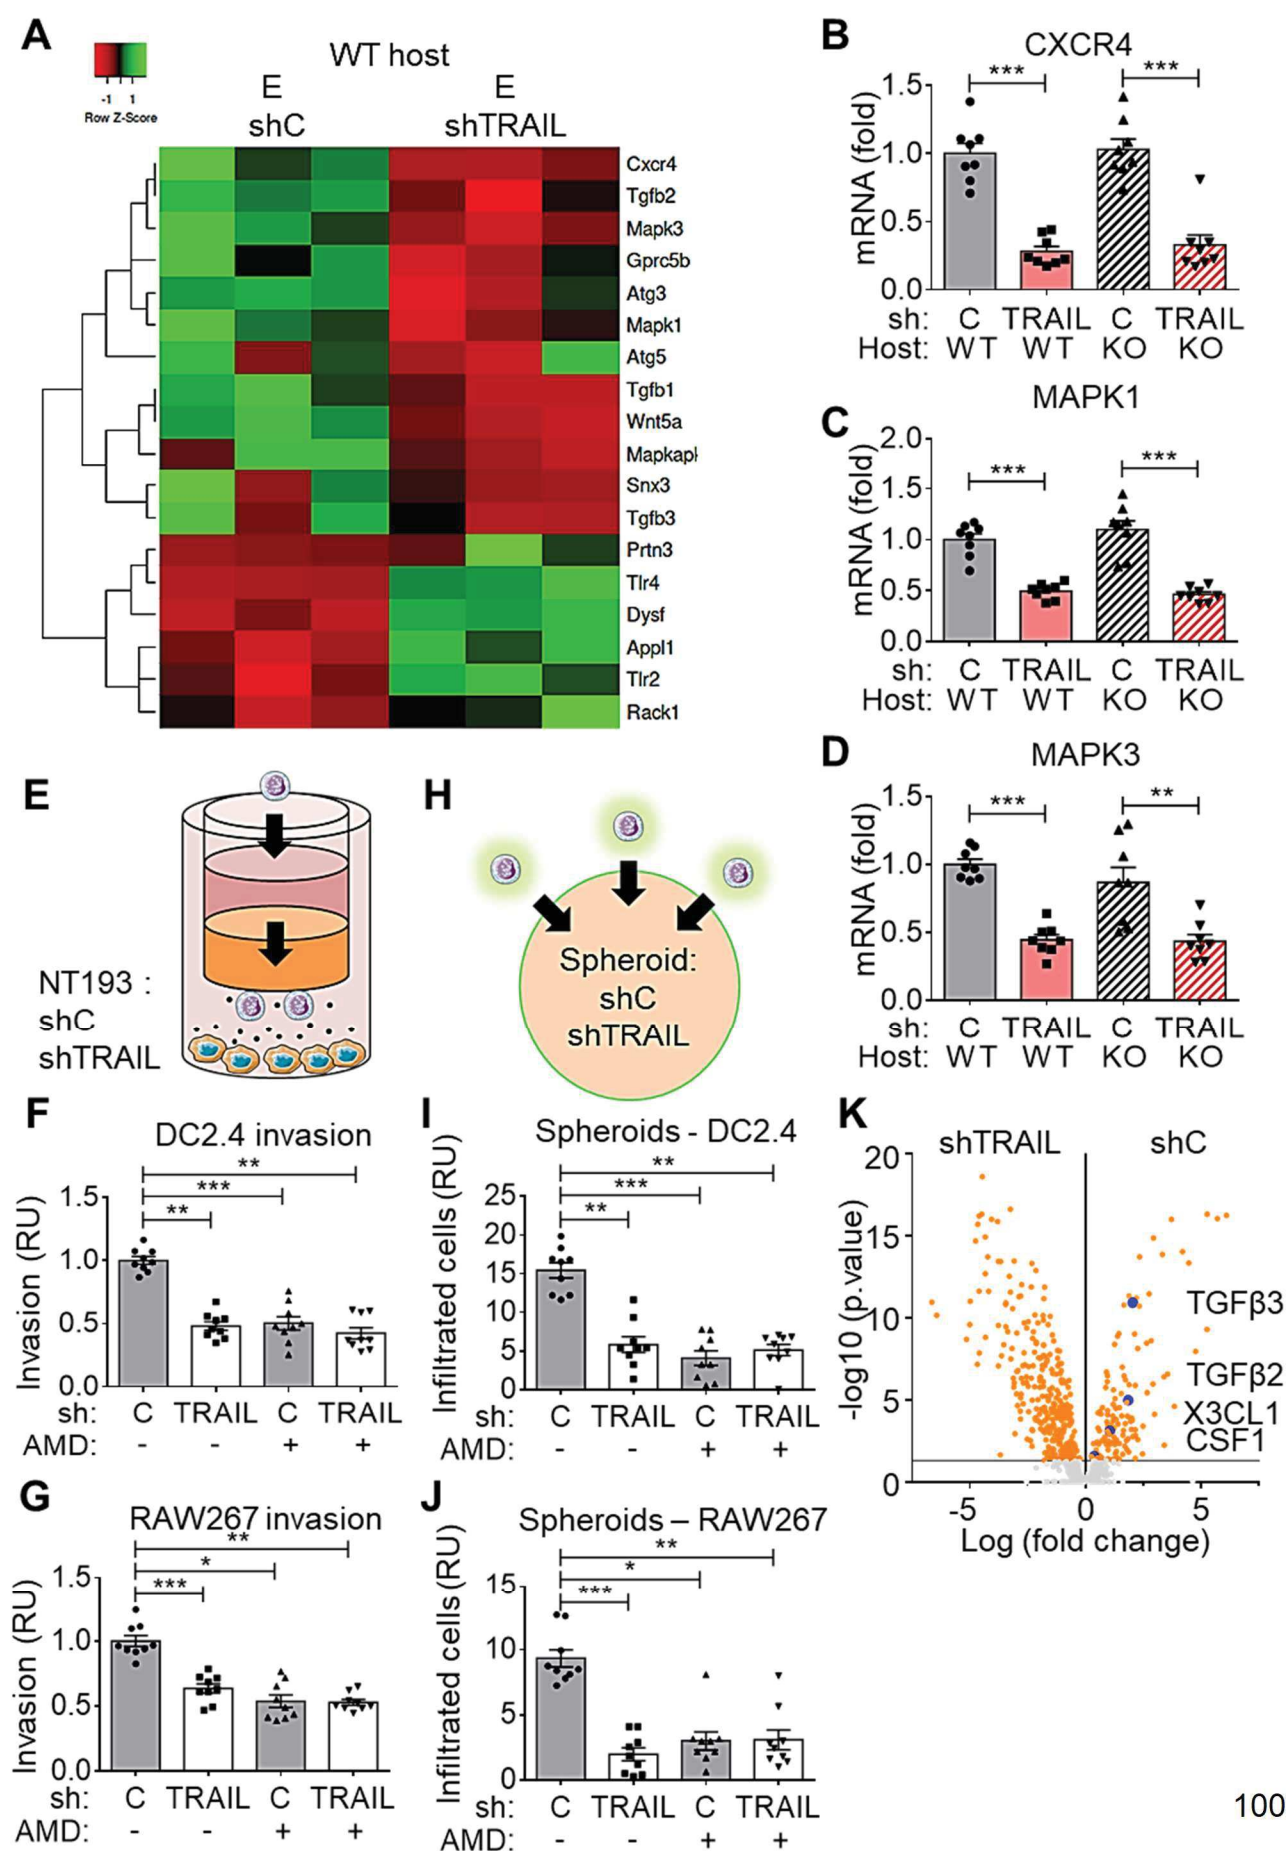 A
WT host
E
E
shC
shTRAIL
-1 1
Row Z-Score
Cxcr4
Tgfb2
Mapk3
Gprc5b
Atg3
Mapk1
Atg5
Tgfb1
Wnt5a
Mapkapk
Snx3
Tgfb3
Prtn3
Tlr4
Dysf
Appl1
Tlr2
Rack1
B
CXCR4
mRNA (fold)
1.5
1.0
0.5
0.0
***
***
sh: C TRAIL C TRAIL
Host: WT WT KO KO
C
MAPK1
mRNA (fold)
2.0
1.5
1.0
0.5
0.0
***
***
sh: C TRAIL C TRAIL
Host: WT WT KO KO
D
MAPK3
mRNA (fold)
1.5
1.0
0.5
0.0
***
**
sh: C TRAIL C TRAIL
Host: WT WT KO KO
E
NT193 :
shC
shTRAIL
H
Spheroid:
shC
shTRAIL
F
DC2.4 invasion
Invasion (RU)
1.5
1.0
0.5
0.0
**
***
**
sh: C TRAIL C TRAIL
AMD: - - + +
I
Spheroids - DC2.4
Infiltrated cells (RU)
25
20
15
10
5
0
**
***
**
sh: C TRAIL C TRAIL
AMD: - - + +
K
shTRAIL shC
-log10 (p.value)
20
15
10
5
0
TGFβ3
TGFβ2
X3CL1
CSF1
-5 0 5
Log (fold change)
G
RAW267 invasion
Invasion (RU)
1.5
1.0
0.5
0.0
**
*
***
sh: C TRAIL C TRAIL
AMD: - - + +
J
Spheroids – RAW267
Infiltrated cells (RU)
15
10
5
0
**
*
***
sh: C TRAIL C TRAIL
AMD: - - + +
100